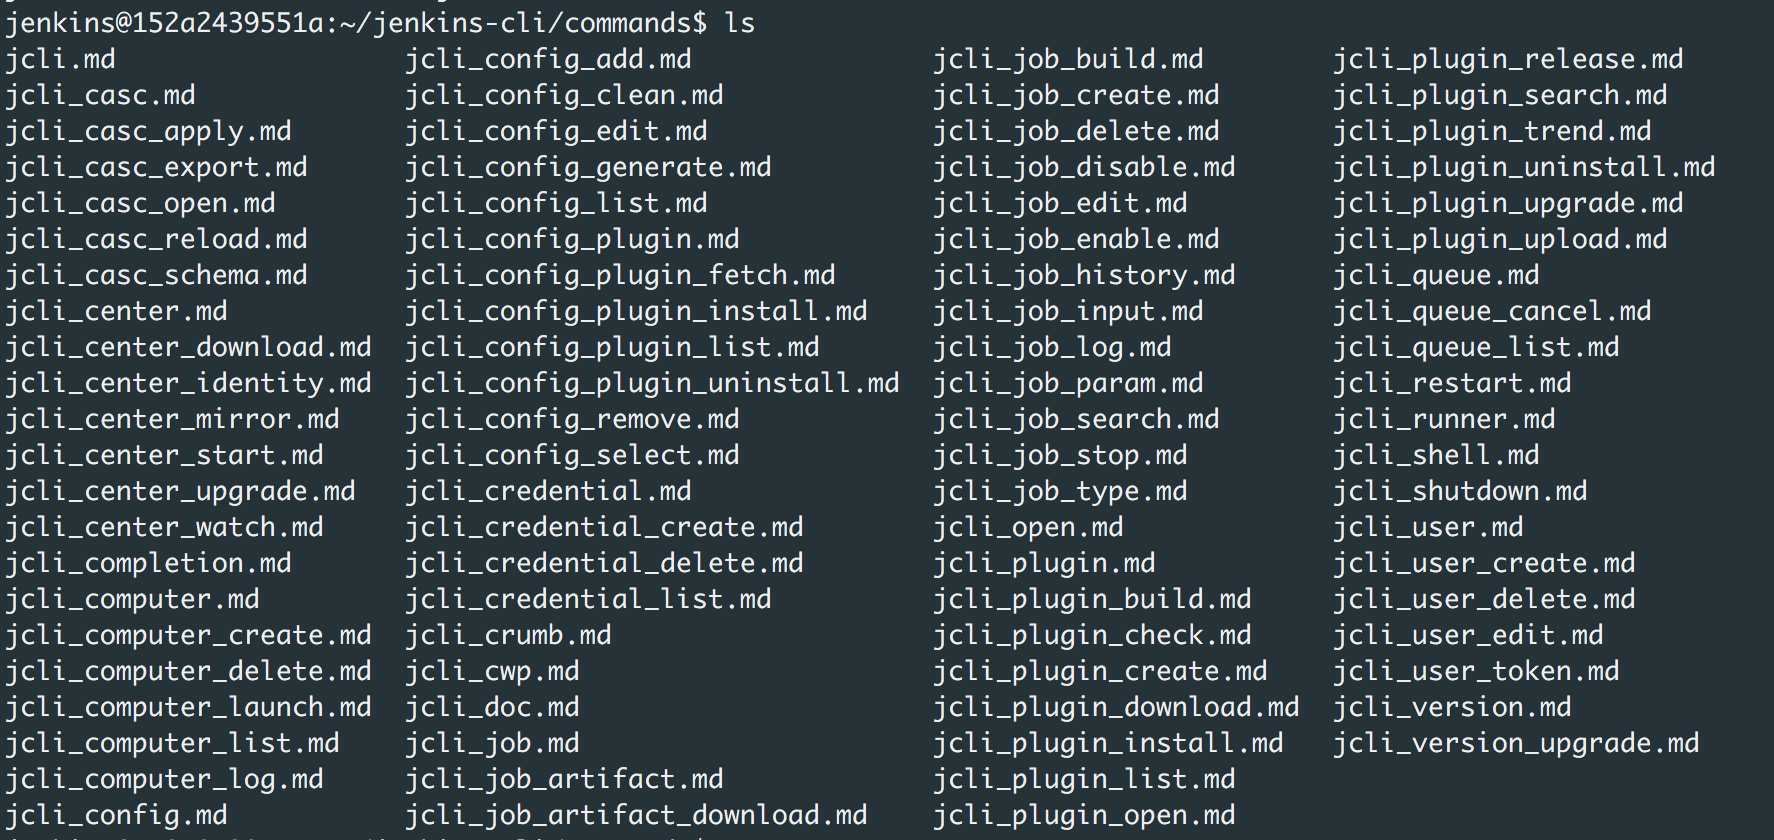 jenkins@152a2439551a:~/jenkins-cli/commands$ ls
jcli.md jcli_config_add.md jcli_job_build.md jcli_plugin_release.md
jcli_casc.md jcli_config_clean.md jcli_job_create.md jcli_plugin_search.md
jcli_casc_apply.md jcli_config_edit.md jcli_job_delete.md jcli_plugin_trend.md
jcli_casc_export.md jcli_config_generate.md jcli_job_disable.md jcli_plugin_uninstall.md
jcli_casc_open.md jcli_config_list.md jcli_job_edit.md jcli_plugin_upgrade.md
jcli_casc_reload.md jcli_config_plugin.md jcli_job_enable.md jcli_plugin_upload.md
jcli_casc_schema.md jcli_config_plugin_fetch.md jcli_job_history.md jcli_queue.md
jcli_center.md jcli_config_plugin_install.md jcli_job_input.md jcli_queue_cancel.md
jcli_center_download.md jcli_config_plugin_list.md jcli_job_log.md jcli_queue_list.md
jcli_center_identity.md jcli_config_plugin_uninstall.md jcli_job_param.md jcli_restart.md
jcli_center_mirror.md jcli_config_remove.md jcli_job_search.md jcli_runner.md
jcli_center_start.md jcli_config_select.md jcli_job_stop.md jcli_shell.md
jcli_center_upgrade.md jcli_credential.md jcli_job_type.md jcli_shutdown.md
jcli_center_watch.md jcli_credential_create.md jcli_open.md jcli_user.md
jcli_completion.md jcli_credential_delete.md jcli_plugin.md jcli_user_create.md
jcli_computer.md jcli_credential_list.md jcli_plugin_build.md jcli_user_delete.md
jcli_computer_create.md jcli_crumb.md jcli_plugin_check.md jcli_user_edit.md
jcli_computer_delete.md jcli_cwp.md jcli_plugin_create.md jcli_user_token.md
jcli_computer_launch.md jcli_doc.md jcli_plugin_download.md jcli_version.md
jcli_computer_list.md jcli_job.md jcli_plugin_install.md jcli_version_upgrade.md
jcli_computer_log.md jcli_job_artifact.md jcli_plugin_list.md
jcli_config.md jcli_job_artifact_download.md jcli_plugin_open.md